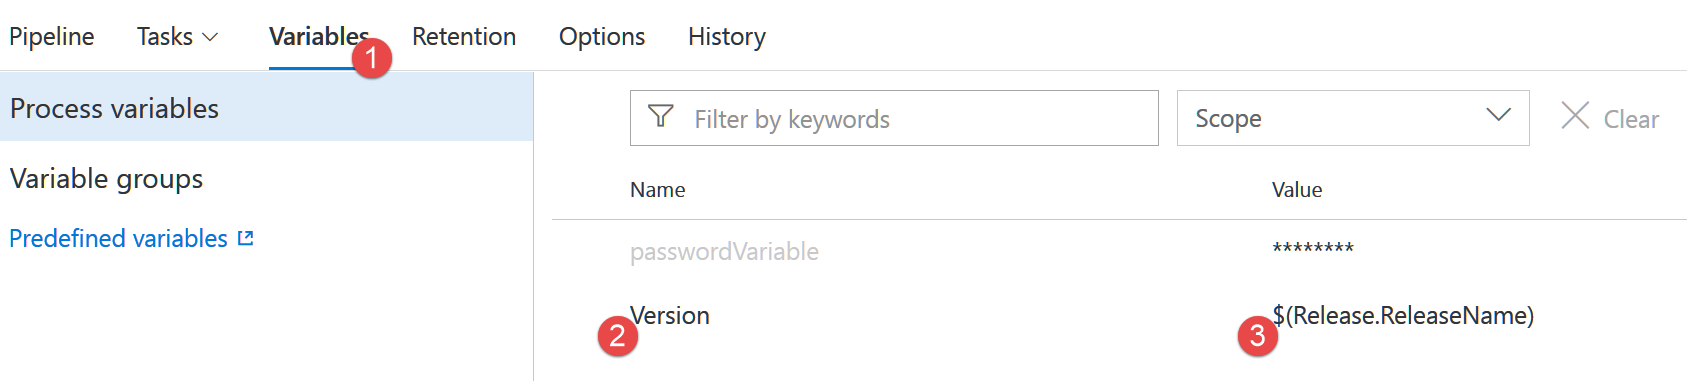 Pipeline Tasks Variables Retention Options History
1
Process variables
Variable groups
Predefined variables
Filter by keywords Scope Clear
Name Value
passwordVariable ********
2 Version 3 $(Release.ReleaseName)